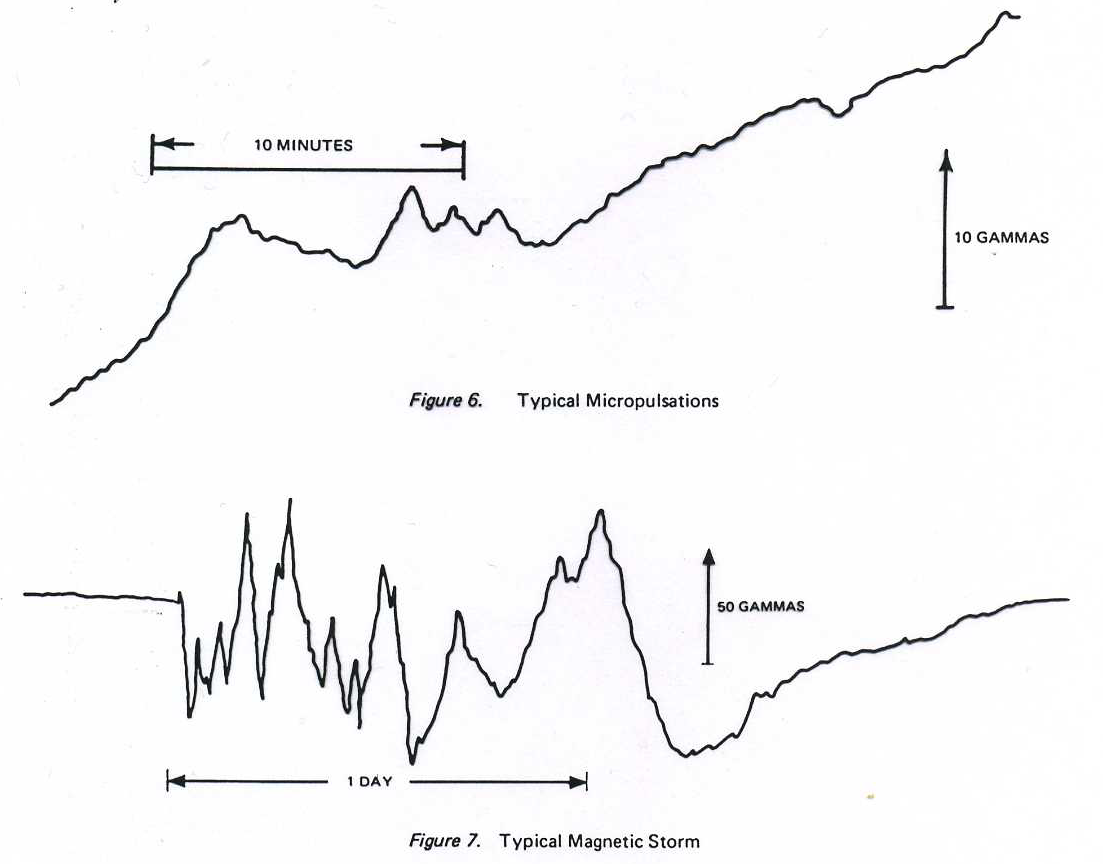 10 MINUTES
10 GAMMAS
Figure 6. Typical Micropulsations
50 GAMMAS
1 DAY
Figure 7. Typical Magnetic Storm